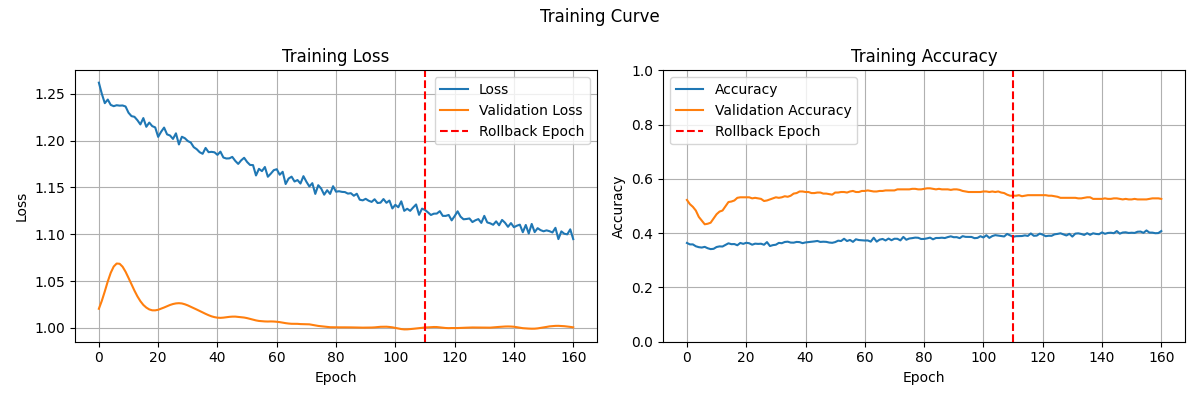 Training Curve
Training Loss
Loss
1.25
1.20
1.15
1.10
1.05
1.00
0 20 40 60 80 100 120 140 160
Epoch
Loss
Validation Loss
Rollback Epoch
Training Accuracy
Accuracy
1.0
0.8
0.6
0.4
0.2
0.0
0 20 40 60 80 100 120 140 160
Epoch
Accuracy
Validation Accuracy
Rollback Epoch